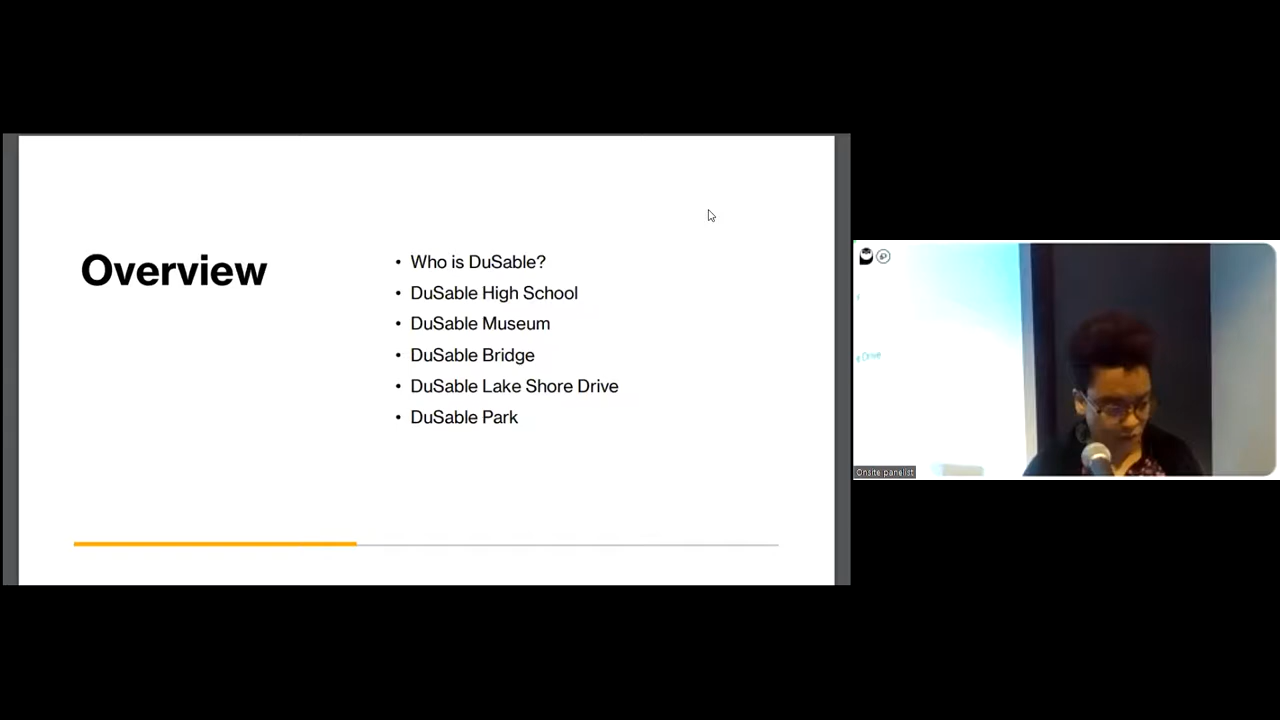 Overview
• Who is DuSable?
• DuSable High School
• DuSable Museum
• DuSable Bridge
• DuSable Lake Shore Drive
• DuSable Park
Drive
Onsite panelist